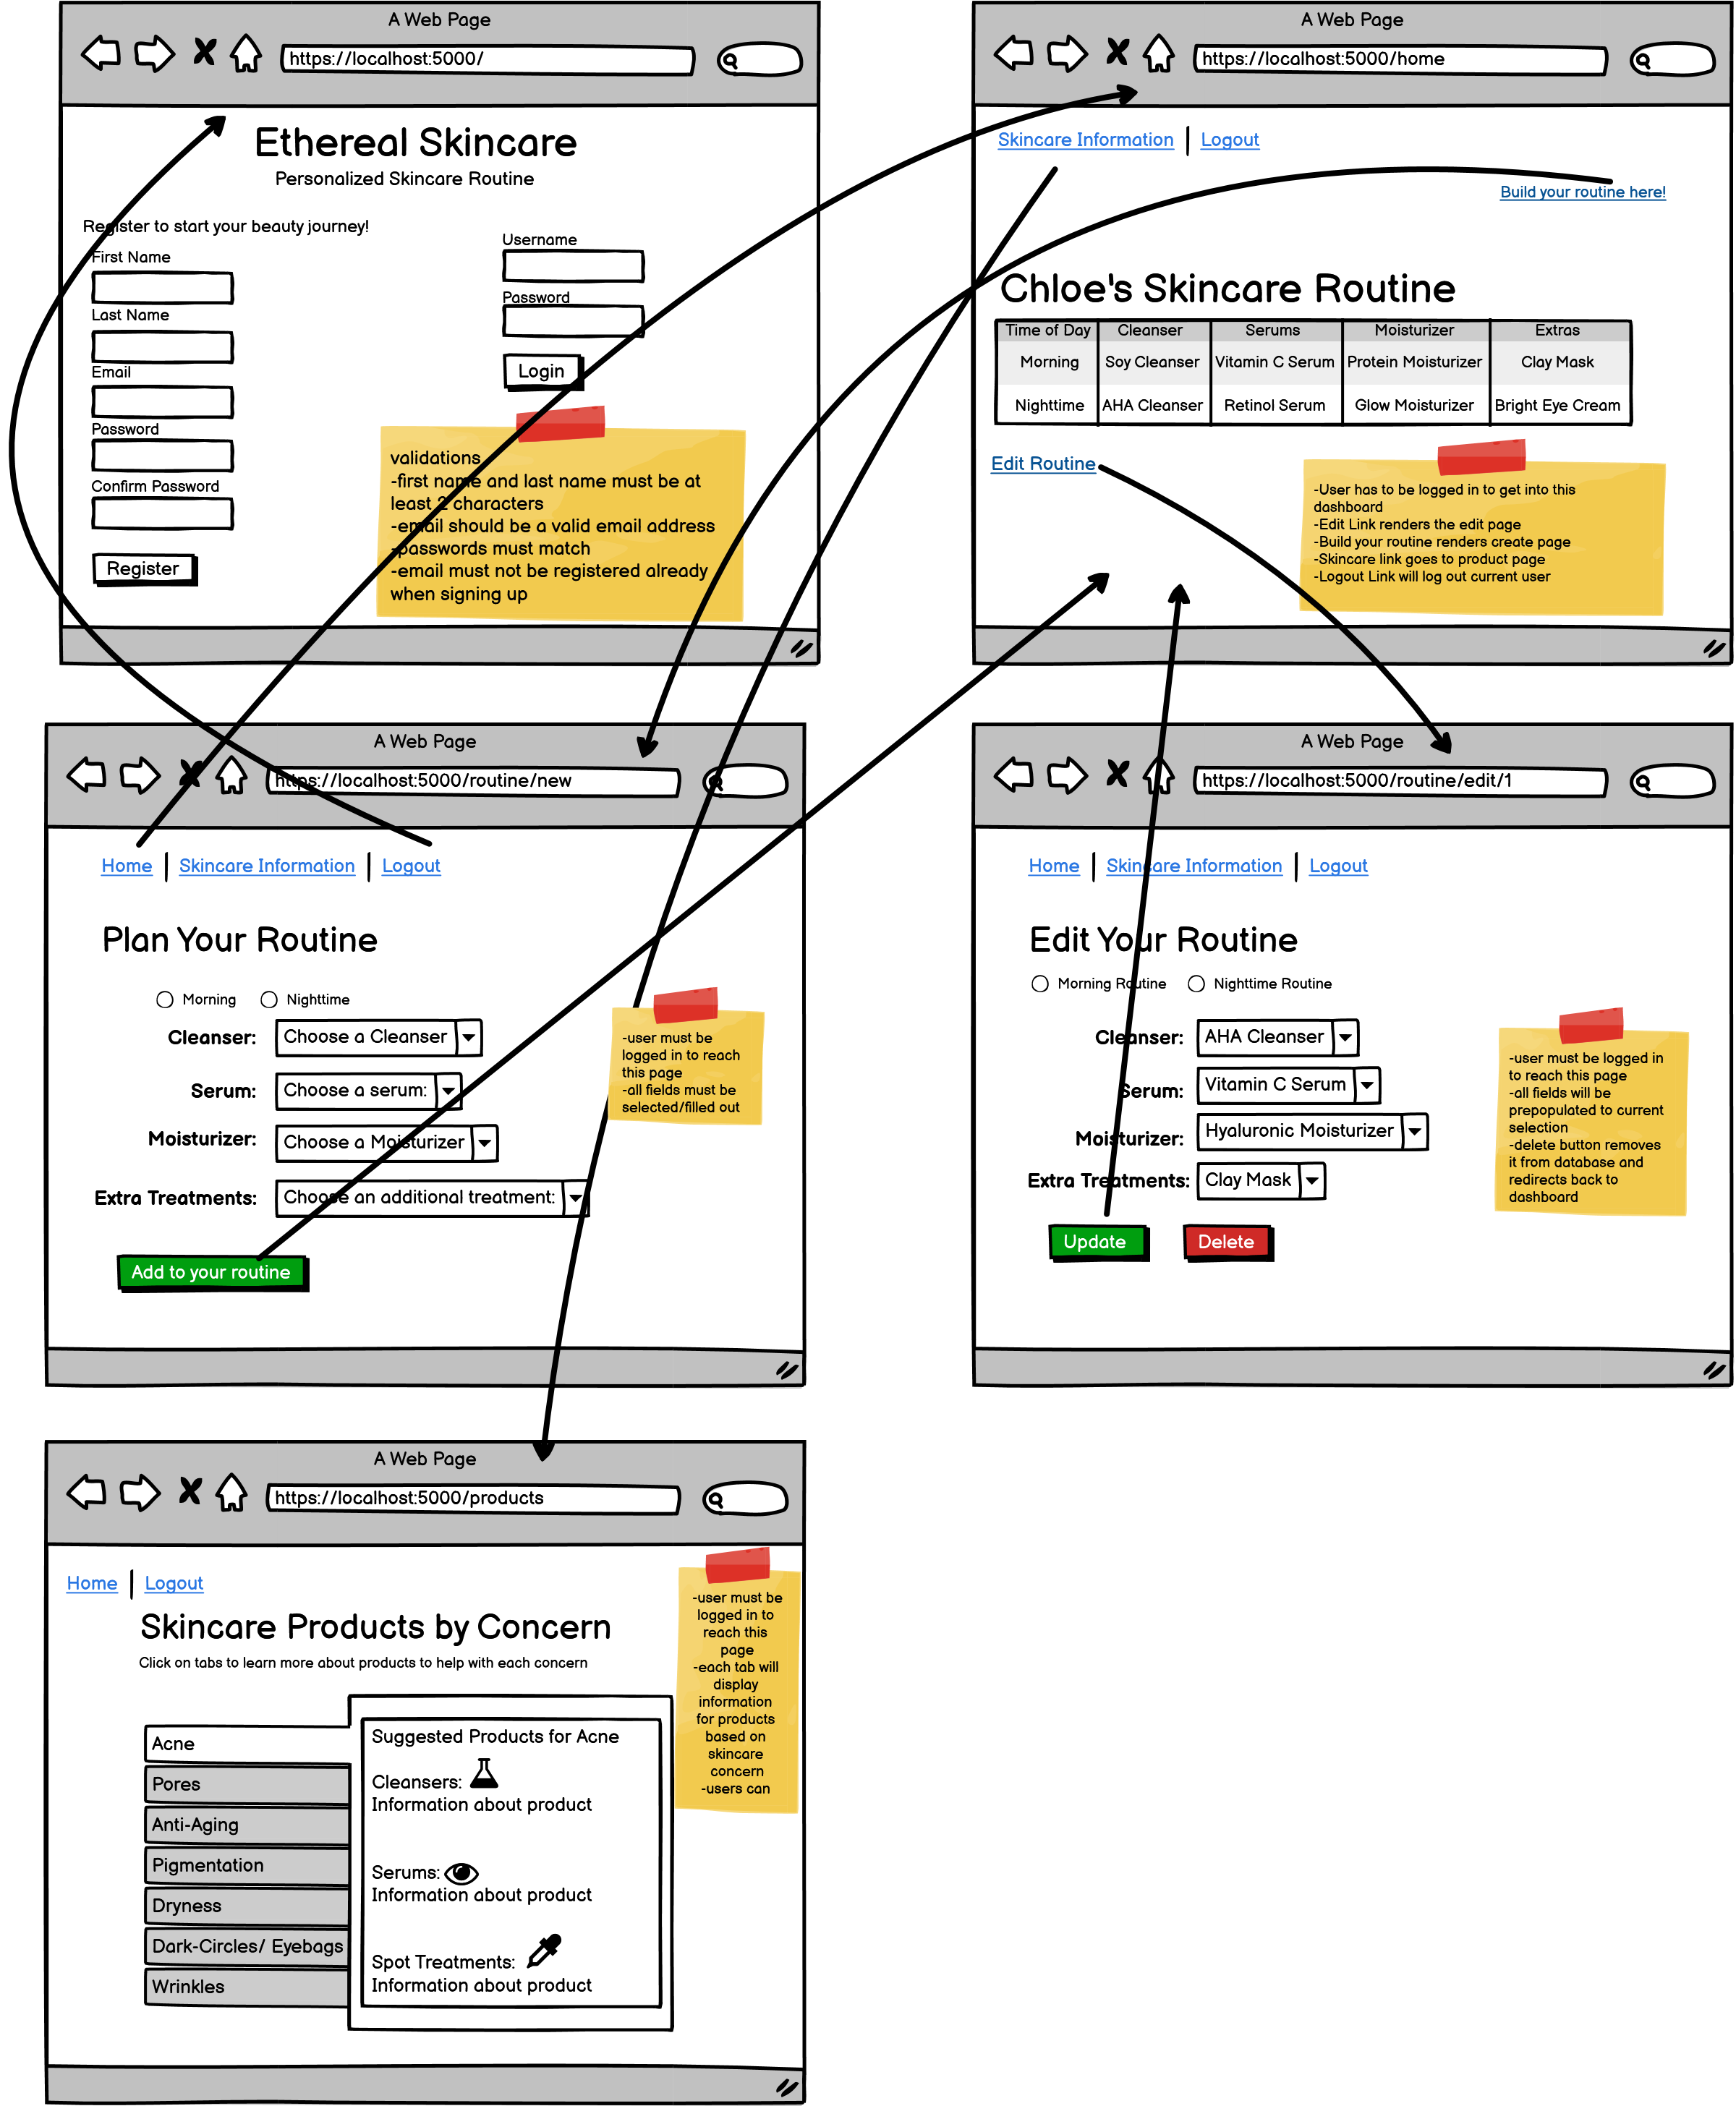 A Web Page
https://localhost:5000/
Ethereal Skincare
Personalized Skincare Routine
Register to start your beauty journey!
First Name
Last Name
Email
Password
Confirm Password
Register
Username
Password
Login
validations
-first name and last name must be at
least 2 characters
-email should be a valid email address
-passwords must match
-email must not be registered already
when signing up
A Web Page
https://localhost:5000/home
Skincare Information | Logout
Build your routine here!
Chloe's Skincare Routine
Time of Day Cleanser Serums Moisturizer Extras
Morning Soy Cleanser Vitamin C Serum Protein Moisturizer Clay Mask
Nighttime AHA Cleanser Retinol Serum Glow Moisturizer Bright Eye Cream
Edit Routine
-User has to be logged in to get into this
dashboard
-Edit Link renders the edit page
-Build your routine renders create page
-Skincare link goes to product page
-Logout Link will log out current user
A Web Page
https://localhost:5000/routine/new
Home | Skincare Information | Logout
Plan Your Routine
Morning Nighttime
Cleanser: Choose a Cleanser
Serum: Choose a serum:
Moisturizer: Choose a Moisturizer
Extra Treatments: Choose an additional treatment:
Add to your routine
-user must be
logged in to reach
this page
-all fields must be
selected/filled out
A Web Page
https://localhost:5000/routine/edit/1
Home | Skincare Information | Logout
Edit Your Routine
Morning Routine Nighttime Routine
Cleanser: AHA Cleanser
Serum: Vitamin C Serum
Moisturizer: Hyaluronic Moisturizer
Extra Treatments: Clay Mask
Update Delete
-user must be logged in
to reach this page
-all fields will be
prepopulated to current
selection
-delete button removes
it from database and
redirects back to
dashboard
A Web Page
https://localhost:5000/products
Home | Logout
Skincare Products by Concern
Click on tabs to learn more about products to help with each concern
Acne
Pores
Anti-Aging
Pigmentation
Dryness
Dark-Circles/ Eyebags
Wrinkles
Suggested Products for Acne
Cleansers:
Information about product
Serums:
Information about product
Spot Treatments:
Information about product
-user must be
logged in to
reach this
page
-each tab will
display
information
for products
based on
skincare
concern
-users can